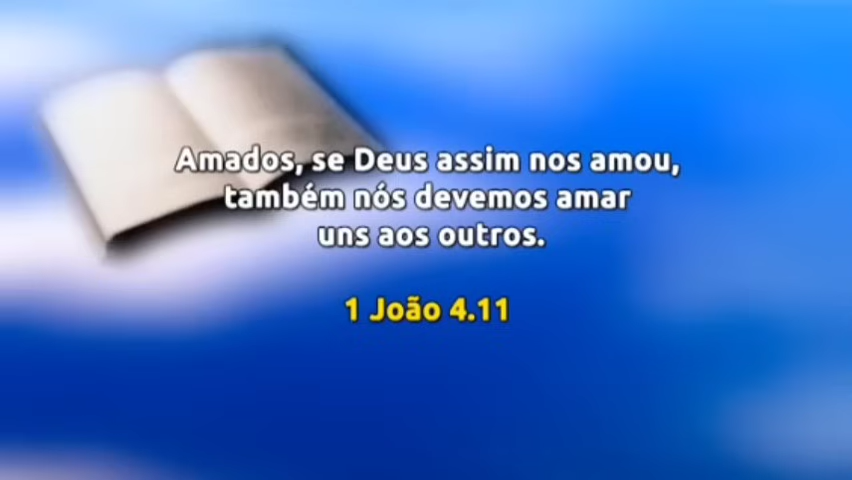 Amados, se Deus assim nos amou,
também nós devemos amar
uns aos outros.
1 João 4.11